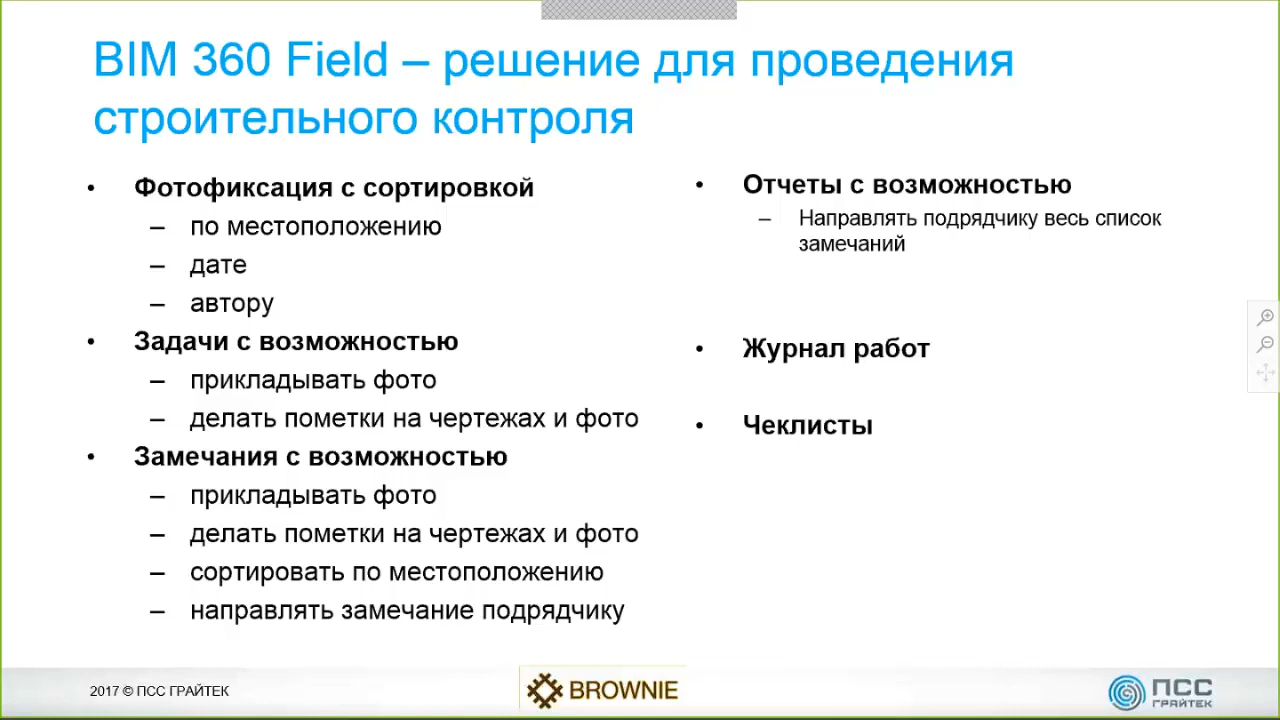 BIM 360 Field – решение для проведения
строительного контроля
• Фотофиксация с сортировкой
– по местоположению
– дате
– автору
• Задачи с возможностью
– прикладывать фото
– делать пометки на чертежах и фото
• Замечания с возможностью
– прикладывать фото
– делать пометки на чертежах и фото
– сортировать по местоположению
– направлять замечание подрядчику
• Отчеты с возможностью
– Направлять подрядчику весь список
замечаний
• Журнал работ
• Чеклисты
2017 © ПСС ГРАЙТЕК
BROWNIE
ПСС
ГРАЙТЕК